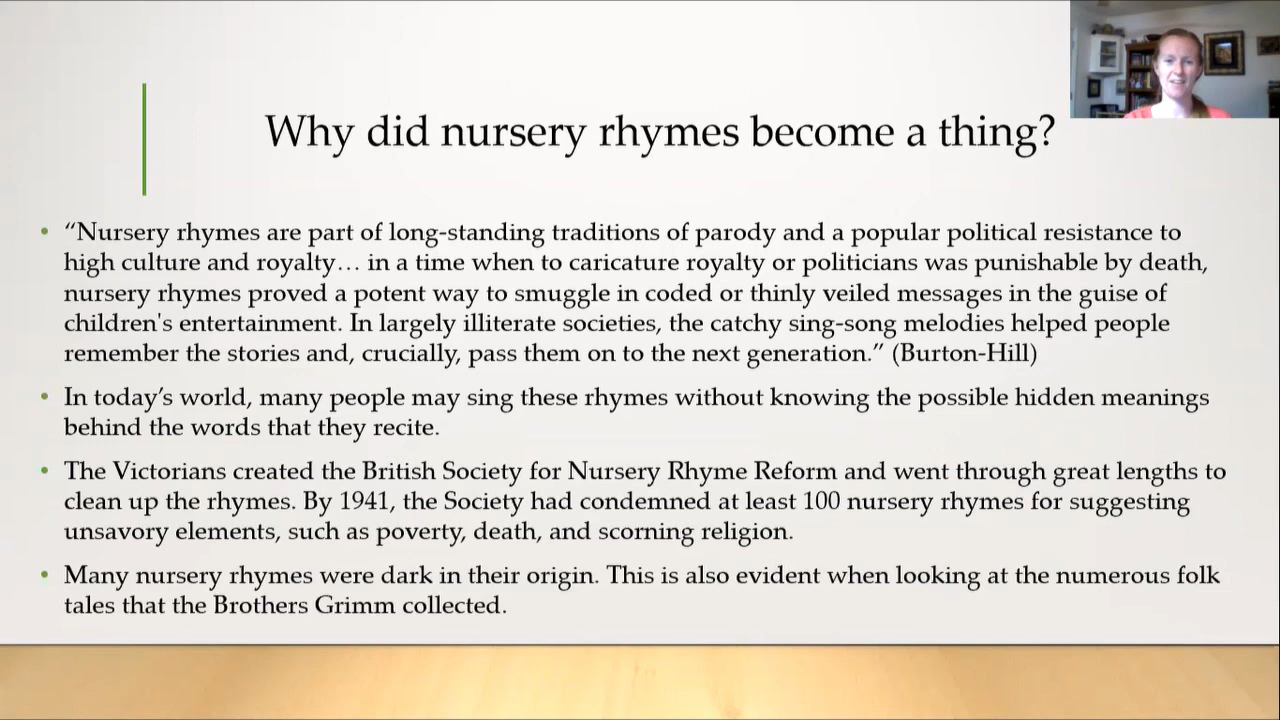 Why did nursery rhymes become a thing?
• “Nursery rhymes are part of long-standing traditions of parody and a popular political resistance to
high culture and royalty… in a time when to caricature royalty or politicians was punishable by death,
nursery rhymes proved a potent way to smuggle in coded or thinly veiled messages in the guise of
children's entertainment. In largely illiterate societies, the catchy sing-song melodies helped people
remember the stories and, crucially, pass them on to the next generation.” (Burton-Hill)
• In today’s world, many people may sing these rhymes without knowing the possible hidden meanings
behind the words that they recite.
• The Victorians created the British Society for Nursery Rhyme Reform and went through great lengths to
clean up the rhymes. By 1941, the Society had condemned at least 100 nursery rhymes for suggesting
unsavory elements, such as poverty, death, and scorning religion.
• Many nursery rhymes were dark in their origin. This is also evident when looking at the numerous folk
tales that the Brothers Grimm collected.